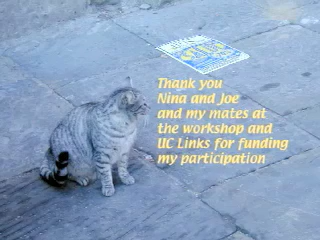 Thank you
Nina and Joe
and my mates at
the workshop and
UC Links for funding
my participation